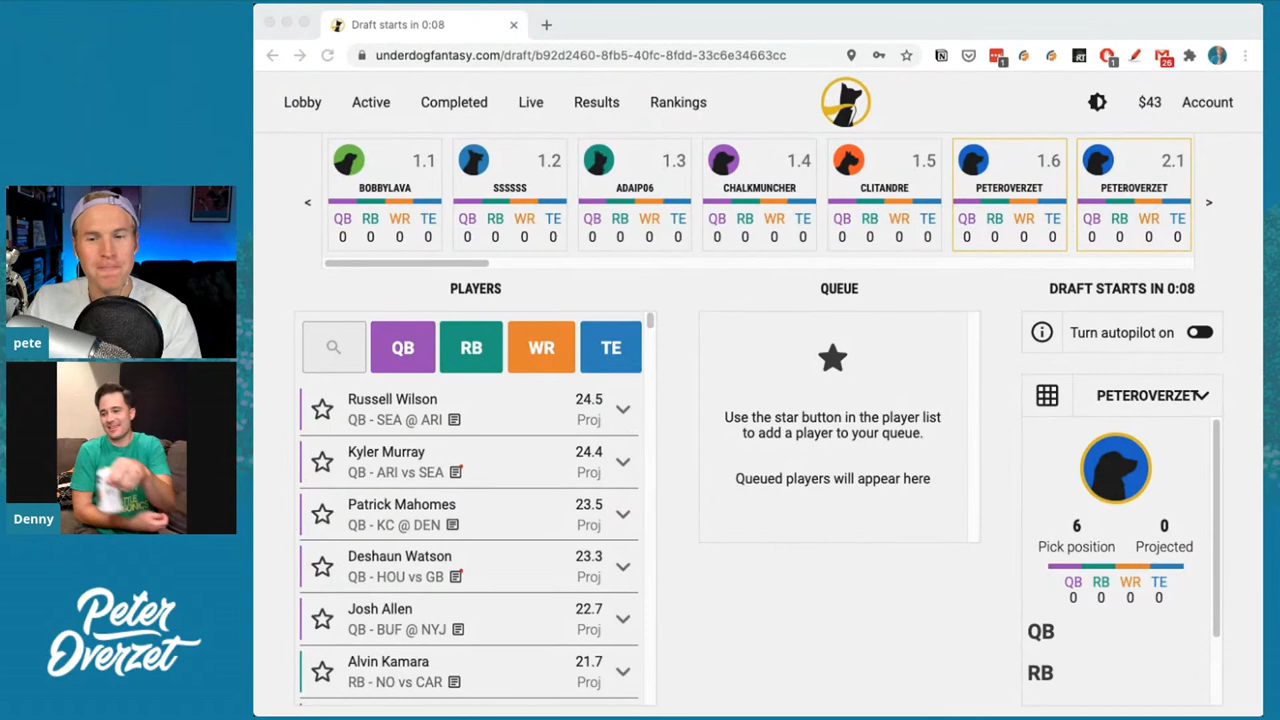 Draft starts in 0:08
underdogfantasy.com/draft/b92d2460-8fb5-40fc-8fdd-33c6e34663cc
1
1
26
Lobby
Active
Completed
Live
Results
Rankings
$43
Account
<
1.1
BOBBYLAVA
QB RB WR TE
0 0 0 0
1.2
SSSSSS
QB RB WR TE
0 0 0 0
1.3
ADAIP06
QB RB WR TE
0 0 0 0
1.4
CHALKMUNCHER
QB RB WR TE
0 0 0 0
1.5
CLITANDRE
QB RB WR TE
0 0 0 0
1.6
PETEROVERZET
QB RB WR TE
0 0 0 0
2.1
PETEROVERZET
QB RB WR TE
0 0 0 0
>
PLAYERS
QB
RB
WR
TE
Russell Wilson 24.5
QB - SEA @ ARI Proj
Kyler Murray 24.4
QB - ARI vs SEA Proj
Patrick Mahomes 23.5
QB - KC @ DEN Proj
Deshaun Watson 23.3
QB - HOU vs GB Proj
Josh Allen 22.7
QB - BUF @ NYJ Proj
Alvin Kamara 21.7
RB - NO vs CAR Proj
QUEUE
Use the star button in the player list
to add a player to your queue.
Queued players will appear here
DRAFT STARTS IN 0:08
Turn autopilot on
PETEROVERZET
6 0
Pick position Projected
QB RB WR TE
0 0 0 0
QB
RB
pete
Denny
Peter
Overzet